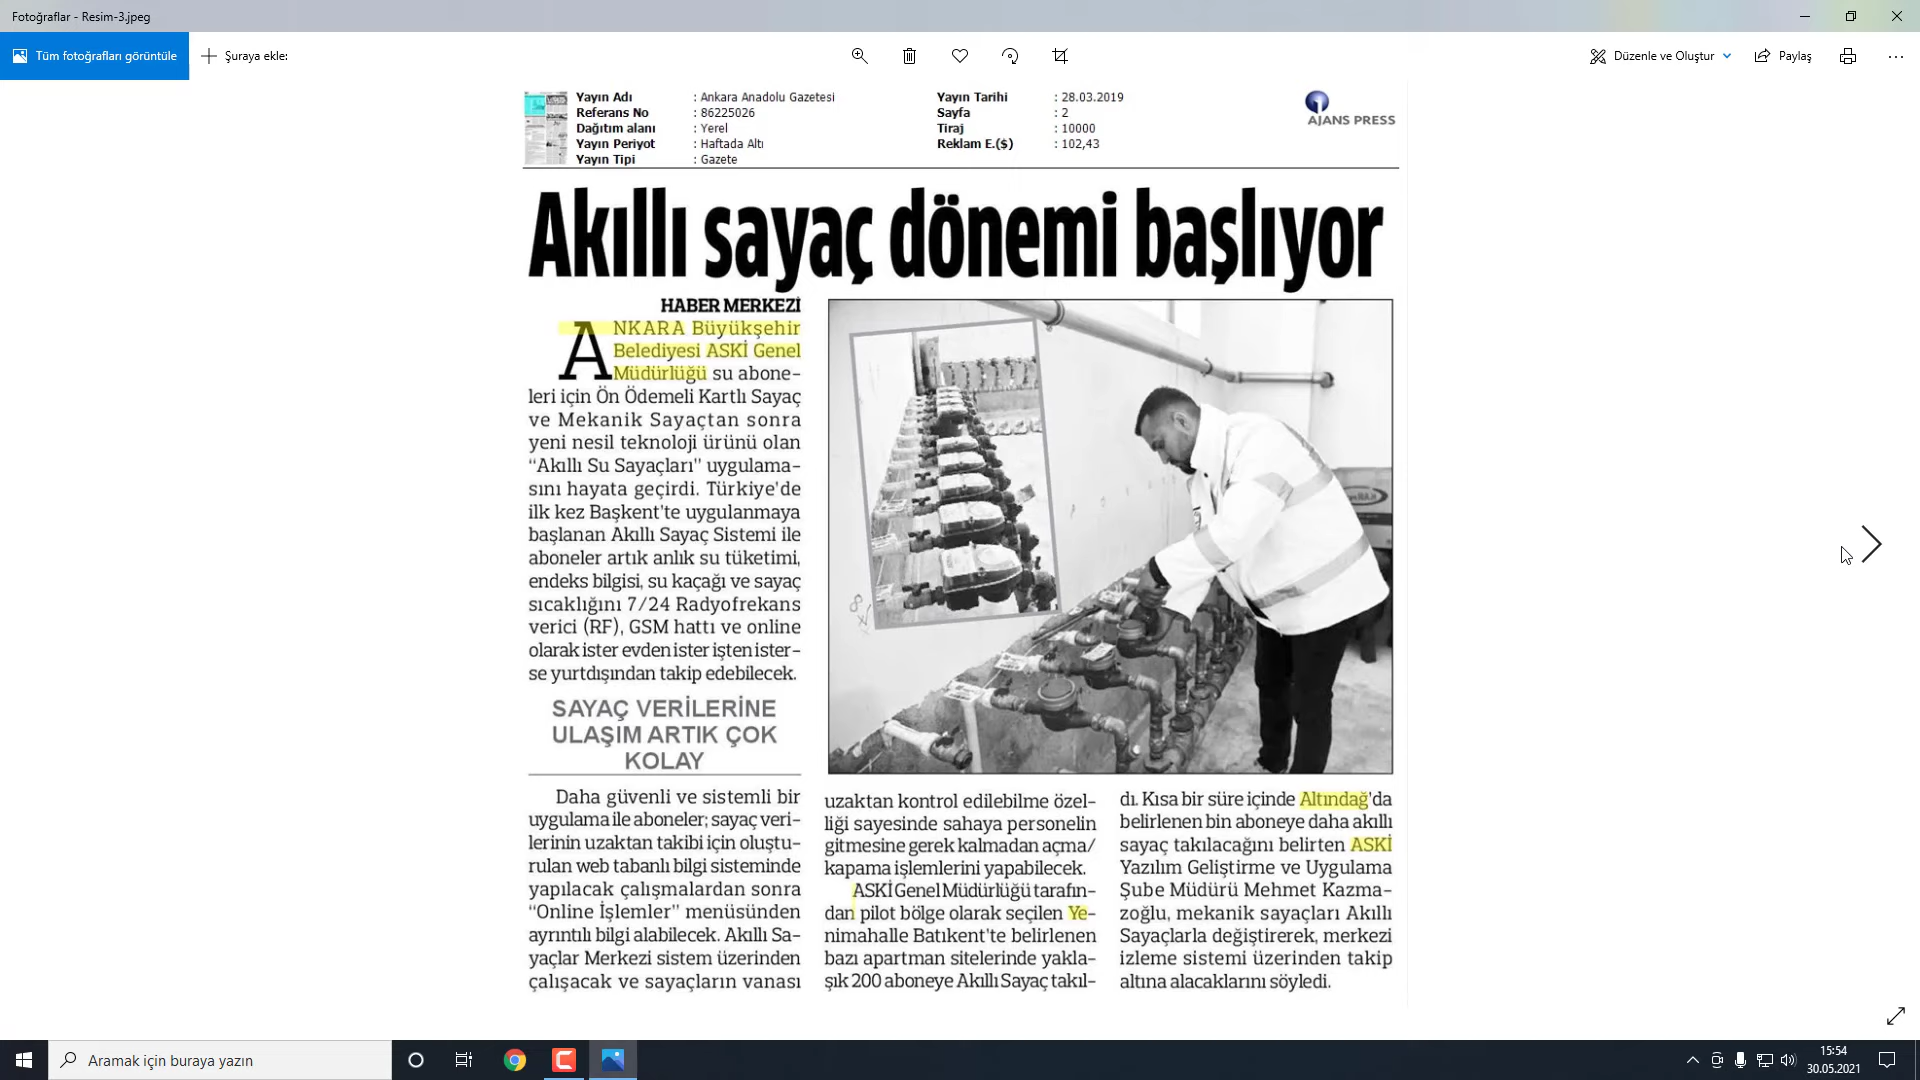 Fotoğraflar - Resim-3.jpeg
Tüm fotoğrafları görüntüle
Şuraya ekle:
Düzenle ve Oluştur
Paylaş
Yayın Adı : Ankara Anadolu Gazetesi
Referans No : 86225026
Dağıtım alanı : Yerel
Yayın Periyot : Haftada Altı
Yayın Tipi : Gazete
Yayın Tarihi : 28.03.2019
Sayfa : 2
Tiraj : 10000
Reklam E.($) : 102,43
AJANS PRESS
Akıllı sayaç dönemi başlıyor
HABER MERKEZİ
ANKARA Büyükşehir
Belediyesi ASKİ Genel
Müdürlüğü su abone-
leri için Ön Ödemeli Kartlı Sayaç
ve Mekanik Sayaçtan sonra
yeni nesil teknoloji ürünü olan
“Akıllı Su Sayaçları” uygulama-
sını hayata geçirdi. Türkiye’de
ilk kez Başkent’te uygulanmaya
başlanan Akıllı Sayaç Sistemi ile
aboneler artık anlık su tüketimi,
endeks bilgisi, su kaçağı ve sayaç
sıcaklığını 7/24 Radyofrekans
verici (RF), GSM hattı ve online
olarak ister evden ister işten ister-
se yurtdışından takip edebilecek.
SAYAÇ VERİLERİNE
ULAŞIM ARTIK ÇOK
KOLAY
Daha güvenli ve sistemli bir
uygulama ile aboneler; sayaç veri-
lerinin uzaktan takibi için oluştu-
rulan web tabanlı bilgi sisteminde
yapılacak çalışmalardan sonra
“Online İşlemler” menüsünden
ayrıntılı bilgi alabilecek. Akıllı Sa-
yaçlar Merkezi sistem üzerinden
çalışacak ve sayaçların vanası
uzaktan kontrol edilebilme özel-
liği sayesinde sahaya personelin
gitmesine gerek kalmadan açma/
kapama işlemlerini yapabilecek.
ASKİ Genel Müdürlüğü tarafın-
dan pilot bölge olarak seçilen Ye-
nimahalle Batıkent’te belirlenen
bazı apartman sitelerinde yakla-
şık 200 aboneye Akıllı Sayaç takıl-
dı. Kısa bir süre içinde Altındağ’da
belirlenen bin aboneye daha akıllı
sayaç takılacağını belirten ASKİ
Yazılım Geliştirme ve Uygulama
Şube Müdürü Mehmet Kazma-
zoğlu, mekanik sayaçları Akıllı
Sayaçlarla değiştirerek, merkezi
izleme sistemi üzerinden takip
altına alacaklarını söyledi.
Aramak için buraya yazın
15:54
30.05.2021